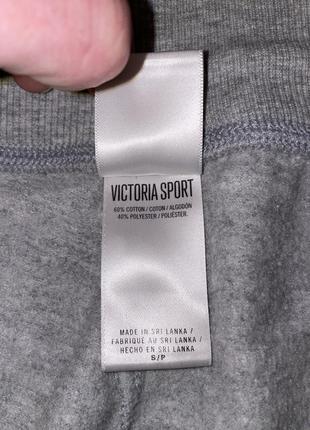 VICTORIA SPORT
60% COTTON / COTON / ALGODÓN
40% POLYESTER / POLIÉSTER.
MADE IN SRI LANKA /
FABRIQUÉ AU SRI LANKA /
HECHO EN SRI LANKA
S/P